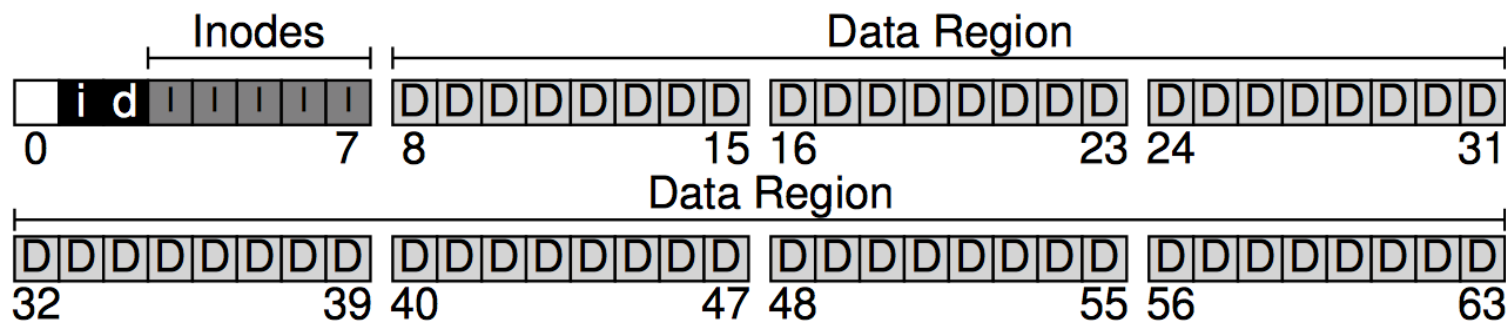 Inodes Data Region
i d I I I I I D D D D D D D D D D D D D D D D D D D D D D D D
0 7 8 15 16 23 24 31
Data Region
D D D D D D D D D D D D D D D D D D D D D D D D D D D D D D D D
32 39 40 47 48 55 56 63